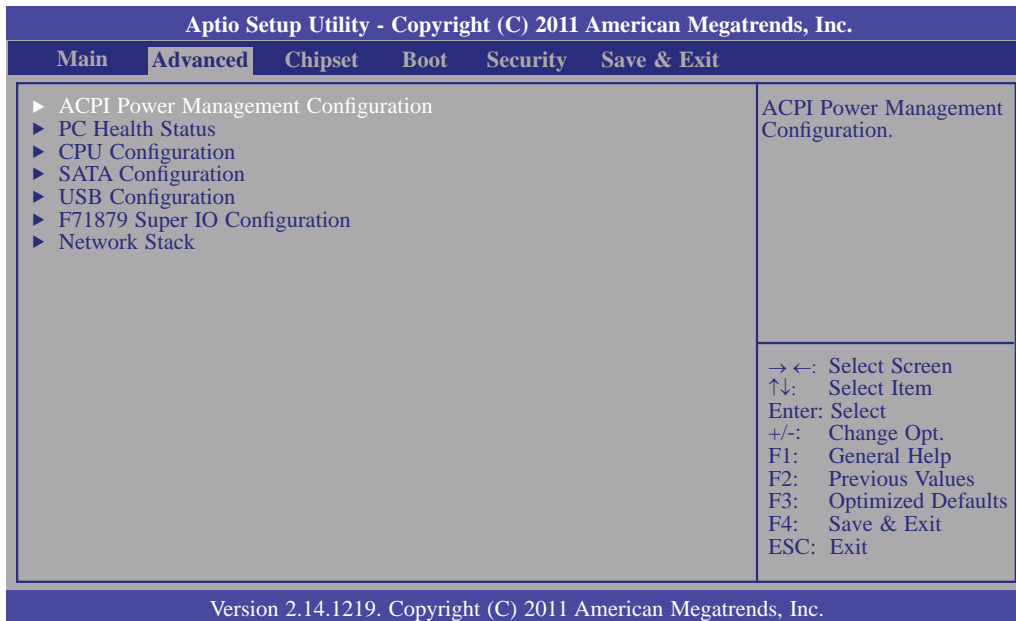 Aptio Setup Utility - Copyright (C) 2011 American Megatrends, Inc.
Main Advanced Chipset Boot Security Save & Exit
▶ ACPI Power Management Configuration
▶ PC Health Status
▶ CPU Configuration
▶ SATA Configuration
▶ USB Configuration
▶ F71879 Super IO Configuration
▶ Network Stack
ACPI Power Management
Configuration.
→←: Select Screen
↑↓: Select Item
Enter: Select
+/-: Change Opt.
F1: General Help
F2: Previous Values
F3: Optimized Defaults
F4: Save & Exit
ESC: Exit
Version 2.14.1219. Copyright (C) 2011 American Megatrends, Inc.